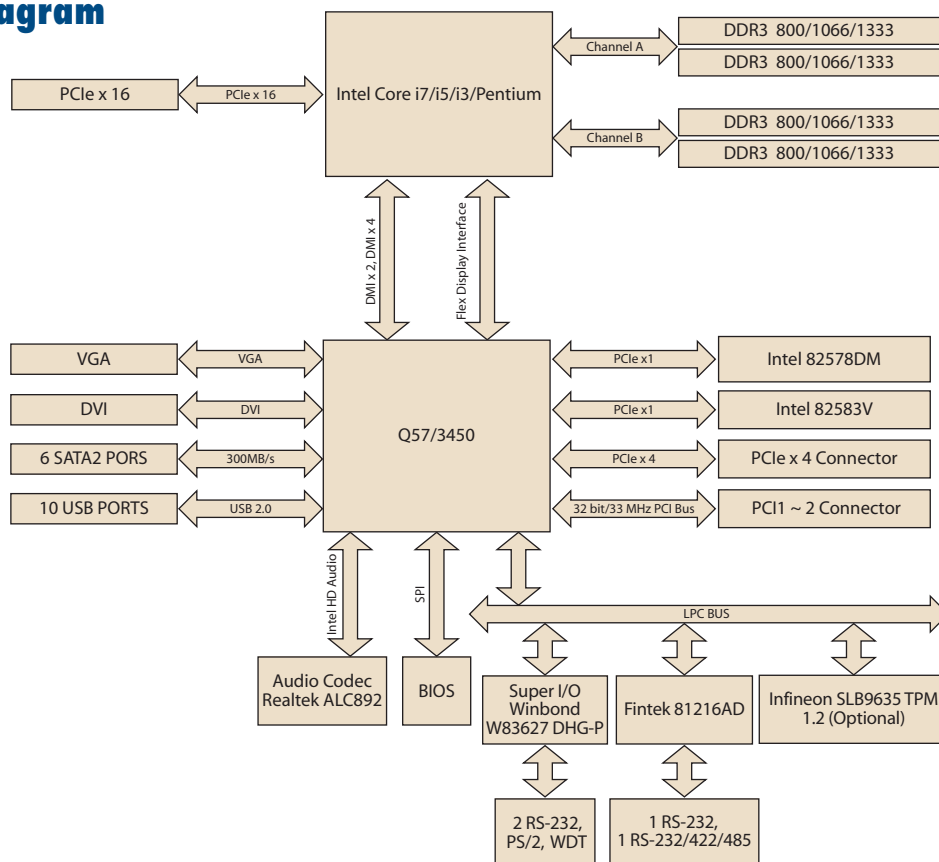 agram
DDR3 800/1066/1333
DDR3 800/1066/1333
Channel A
PCIe x 16
PCIe x 16
Intel Core i7/i5/i3/Pentium
DDR3 800/1066/1333
DDR3 800/1066/1333
Channel B
DMI x 2, DMI x 4
Flex Display Interface
VGA
VGA
PCIe x1
Intel 82578DM
DVI
DVI
Q57/3450
PCIe x1
Intel 82583V
6 SATA2 PORS
300MB/s
PCIe x 4
PCIe x 4 Connector
10 USB PORTS
USB 2.0
32 bit/33 MHz PCI Bus
PCI1 ~ 2 Connector
Intel HD Audio
SPI
LPC BUS
Audio Codec
Realtek ALC892
BIOS
Super I/O
Winbond
W83627 DHG-P
Fintek 81216AD
Infineon SLB9635 TPM
1.2 (Optional)
2 RS-232,
PS/2, WDT
1 RS-232,
1 RS-232/422/485